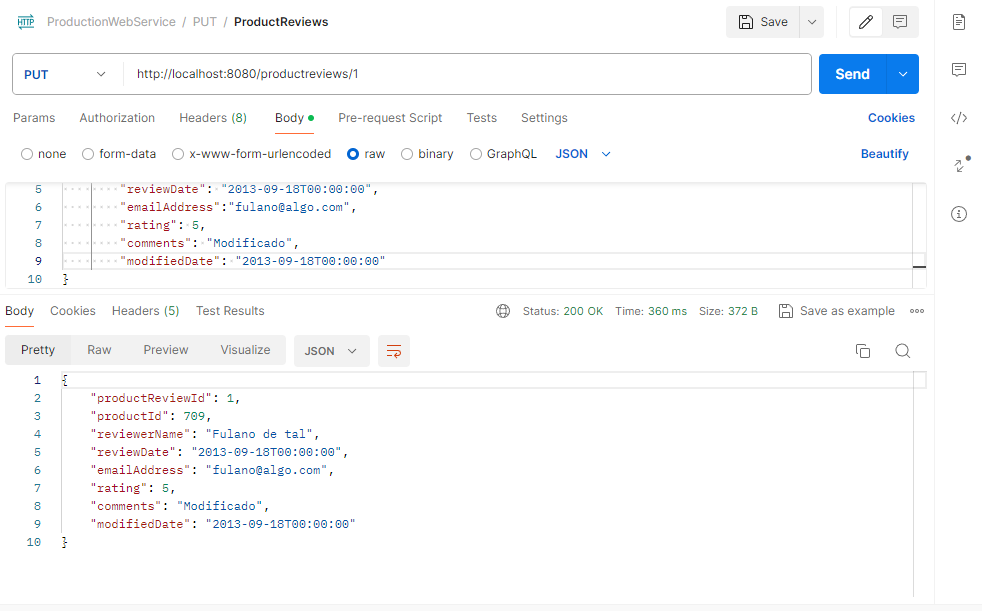 HTTP ProductionWebService / PUT / ProductReviews Save
PUT http://localhost:8080/productreviews/1 Send
Params Authorization Headers (8) Body Pre-request Script Tests Settings Cookies
none form-data x-www-form-urlencoded raw binary GraphQL JSON Beautify
5 "reviewDate": "2013-09-18T00:00:00",
6 "emailAddress":"fulano@algo.com",
7 "rating": 5,
8 "comments": "Modificado",
9 "modifiedDate": "2013-09-18T00:00:00"
10 }
Body Cookies Headers (5) Test Results Status: 200 OK Time: 360 ms Size: 372 B Save as example
Pretty Raw Preview Visualize JSON
1 {
2 "productReviewId": 1,
3 "productId": 709,
4 "reviewerName": "Fulano de tal",
5 "reviewDate": "2013-09-18T00:00:00",
6 "emailAddress": "fulano@algo.com",
7 "rating": 5,
8 "comments": "Modificado",
9 "modifiedDate": "2013-09-18T00:00:00"
10 }